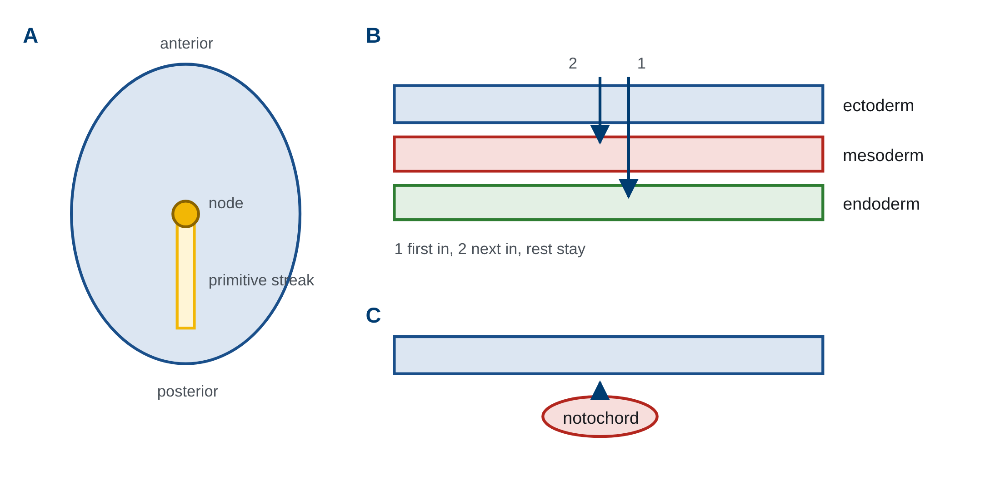 A
anterior
node
primitive streak
posterior
B
2 1
ectoderm
mesoderm
endoderm
1 first in, 2 next in, rest stay
C
notochord